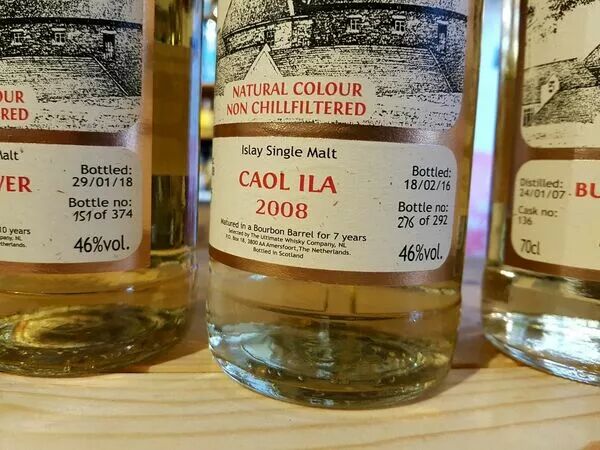 OUR
RED
Malt
VER
Bottled:
29/01/18
Bottle no:
151 of 374
10 years
46%vol.
NATURAL COLOUR
NON CHILLFILTERED
Islay Single Malt
CAOL ILA
2008
Bottled:
18/02/16
Bottle no:
276 of 292
Matured in a Bourbon Barrel for 7 years
Selected by The Ultimate Whisky Company, NL
P.O. Box 18, 3800 AA Amersfoort, The Netherlands.
Bottled in Scotland
46%vol.
Distilled:
24/01/07
BU
Cask no:
136
70cl